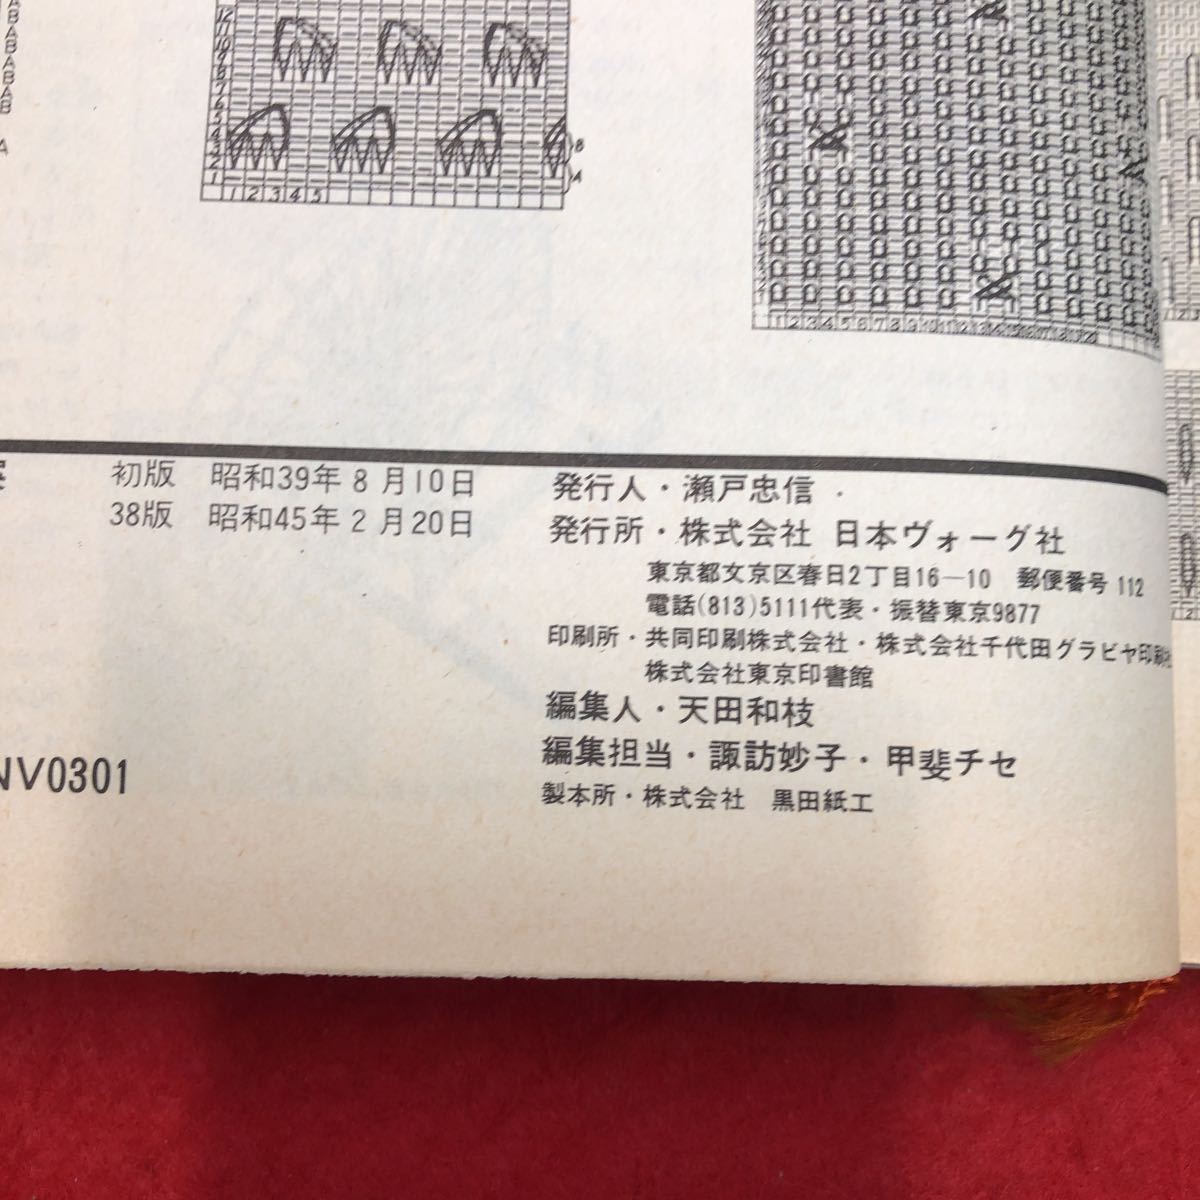 初版 昭和39年8月10日
38版 昭和45年2月20日
NV0301
発行人・瀬戸忠信
発行所・株式会社 日本ヴォーグ社
東京都文京区春日2丁目16—10 郵便番号 112
電話(813)5111代表・振替東京9877
印刷所・共同印刷株式会社・株式会社千代田グラビヤ印刷社
株式会社東京印書館
編集人・天田和枝
編集担当・諏訪妙子・甲斐チセ
製本所・株式会社 黒田紙工